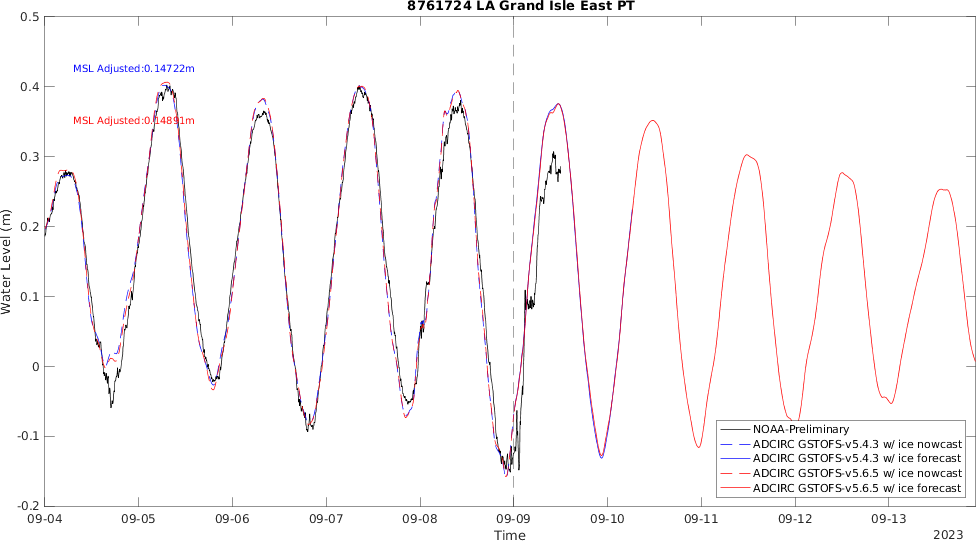 8761724 LA Grand Isle East PT
0.5
MSL Adjusted:0.14722m
0.4
MSL Adjusted:0.14891m
0.3
0.2
Water Level (m)
0.1
0
-0.1
NOAA-Preliminary
ADCIRC GSTOFS-v5.4.3 w/ ice nowcast
ADCIRC GSTOFS-v5.4.3 w/ ice forecast
ADCIRC GSTOFS-v5.6.5 w/ ice nowcast
ADCIRC GSTOFS-v5.6.5 w/ ice forecast
-0.2
09-04 09-05 09-06 09-07 09-08 09-09 09-10 09-11 09-12 09-13
Time 2023